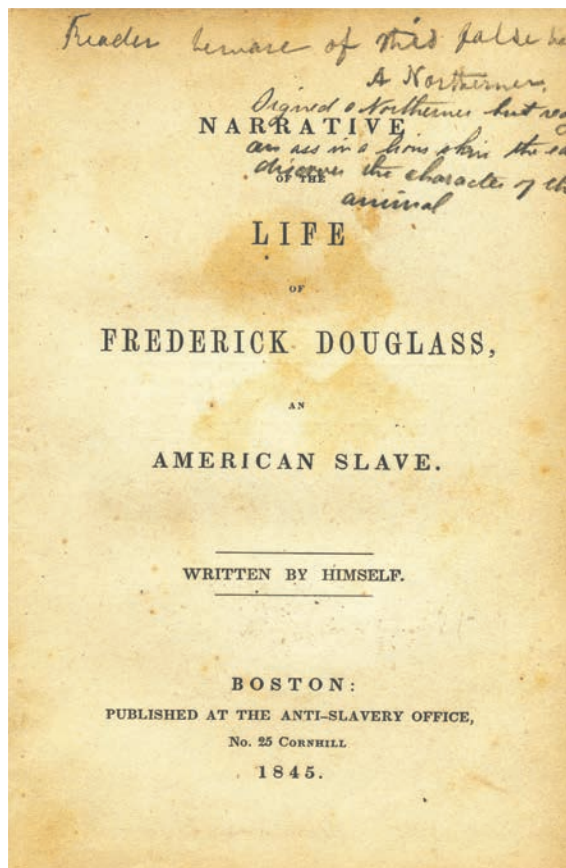 Reader beware of this false
A Northerner.
Signed a Northerner but
NARRATIVE
an ass in a lions skin the
OF THE
discover the character of
animal
LIFE
OF
FREDERICK DOUGLASS,
AN
AMERICAN SLAVE.
WRITTEN BY HIMSELF.
BOSTON:
PUBLISHED AT THE ANTI-SLAVERY OFFICE,
No. 25 CORNHILL
1845.